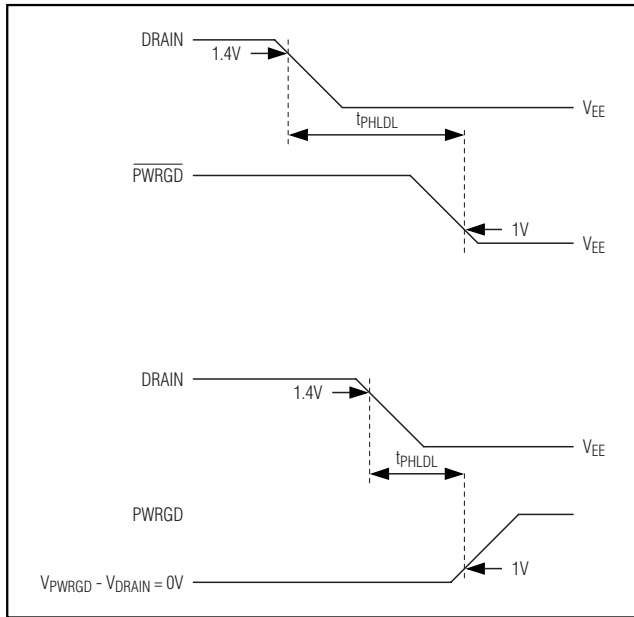 DRAIN
1.4V
VEE
tPHLDL
PWRGD
1V
VEE
DRAIN
1.4V
VEE
tPHLDL
PWRGD
1V
VPWRGD - VDRAIN = 0V